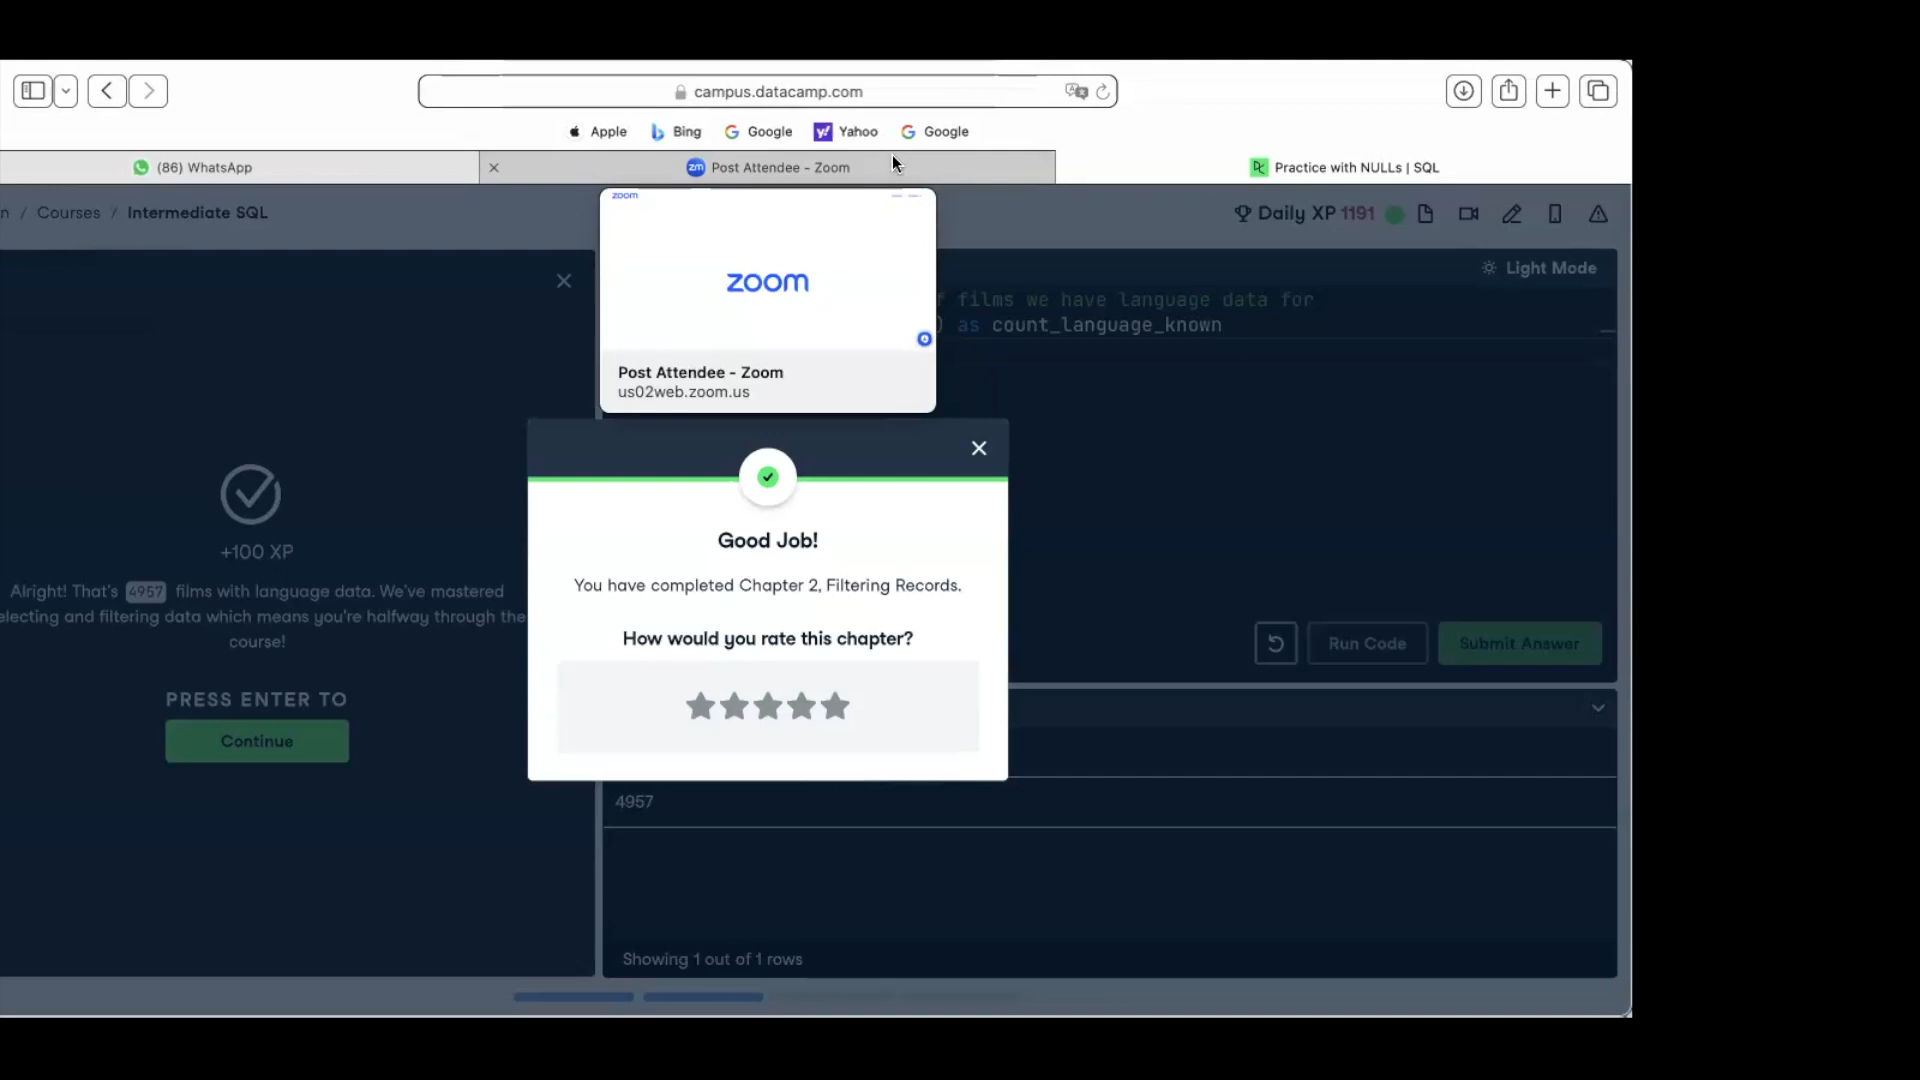 campus.datacamp.com
Apple
Bing
Google
Yahoo
Google
(86) WhatsApp
zm Post Attendee - Zoom
Practice with NULLs | SQL
n / Courses / Intermediate SQL
Daily XP 1191
zoom
zoom
Light Mode
f films we have language data for
) as count_language_known
Post Attendee - Zoom
us02web.zoom.us
Good Job!
+100 XP
You have completed Chapter 2, Filtering Records.
Alright! That's 4957 films with language data. We've mastered
electing and filtering data which means you're halfway through the
course!
How would you rate this chapter?
Run Code
Submit Answer
PRESS ENTER TO
Continue
4957
Showing 1 out of 1 rows